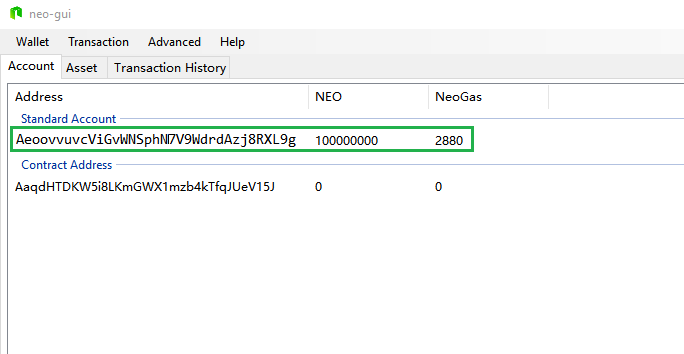 neo-gui
Wallet Transaction Advanced Help
Account Asset Transaction History
Address NEO NeoGas
Standard Account
AeoovvuvcViGvWNSphN7V9WdrdAzj8RXL9g 100000000 2880
Contract Address
AaqdHTDKW5i8LKmGWX1mzb4kTfqJUeV15J 0 0